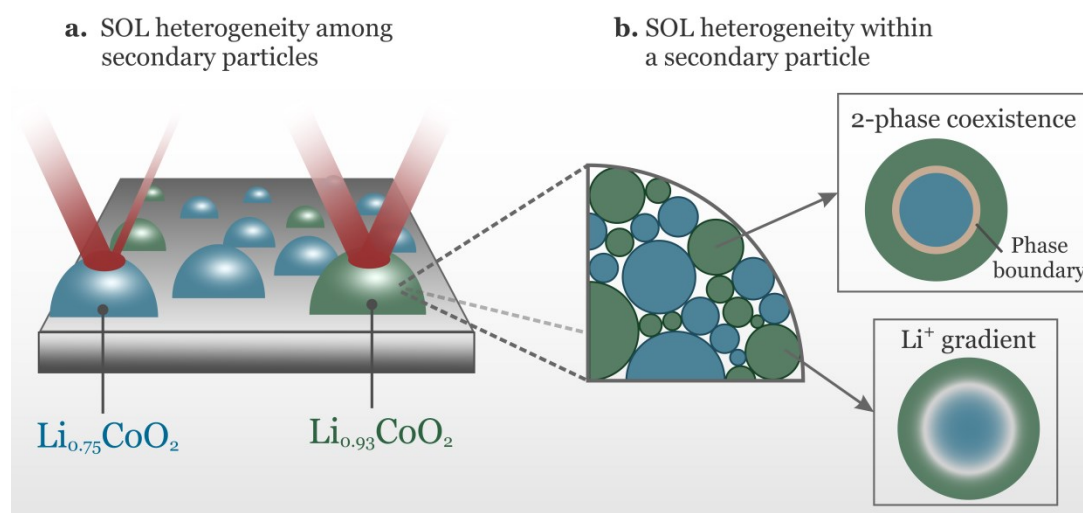 a. SOL heterogeneity among
secondary particles
b. SOL heterogeneity within
a secondary particle
2-phase coexistence
Phase
boundary
Li⁺ gradient
Li₀.₇₅CoO₂
Li₀.₉₃CoO₂